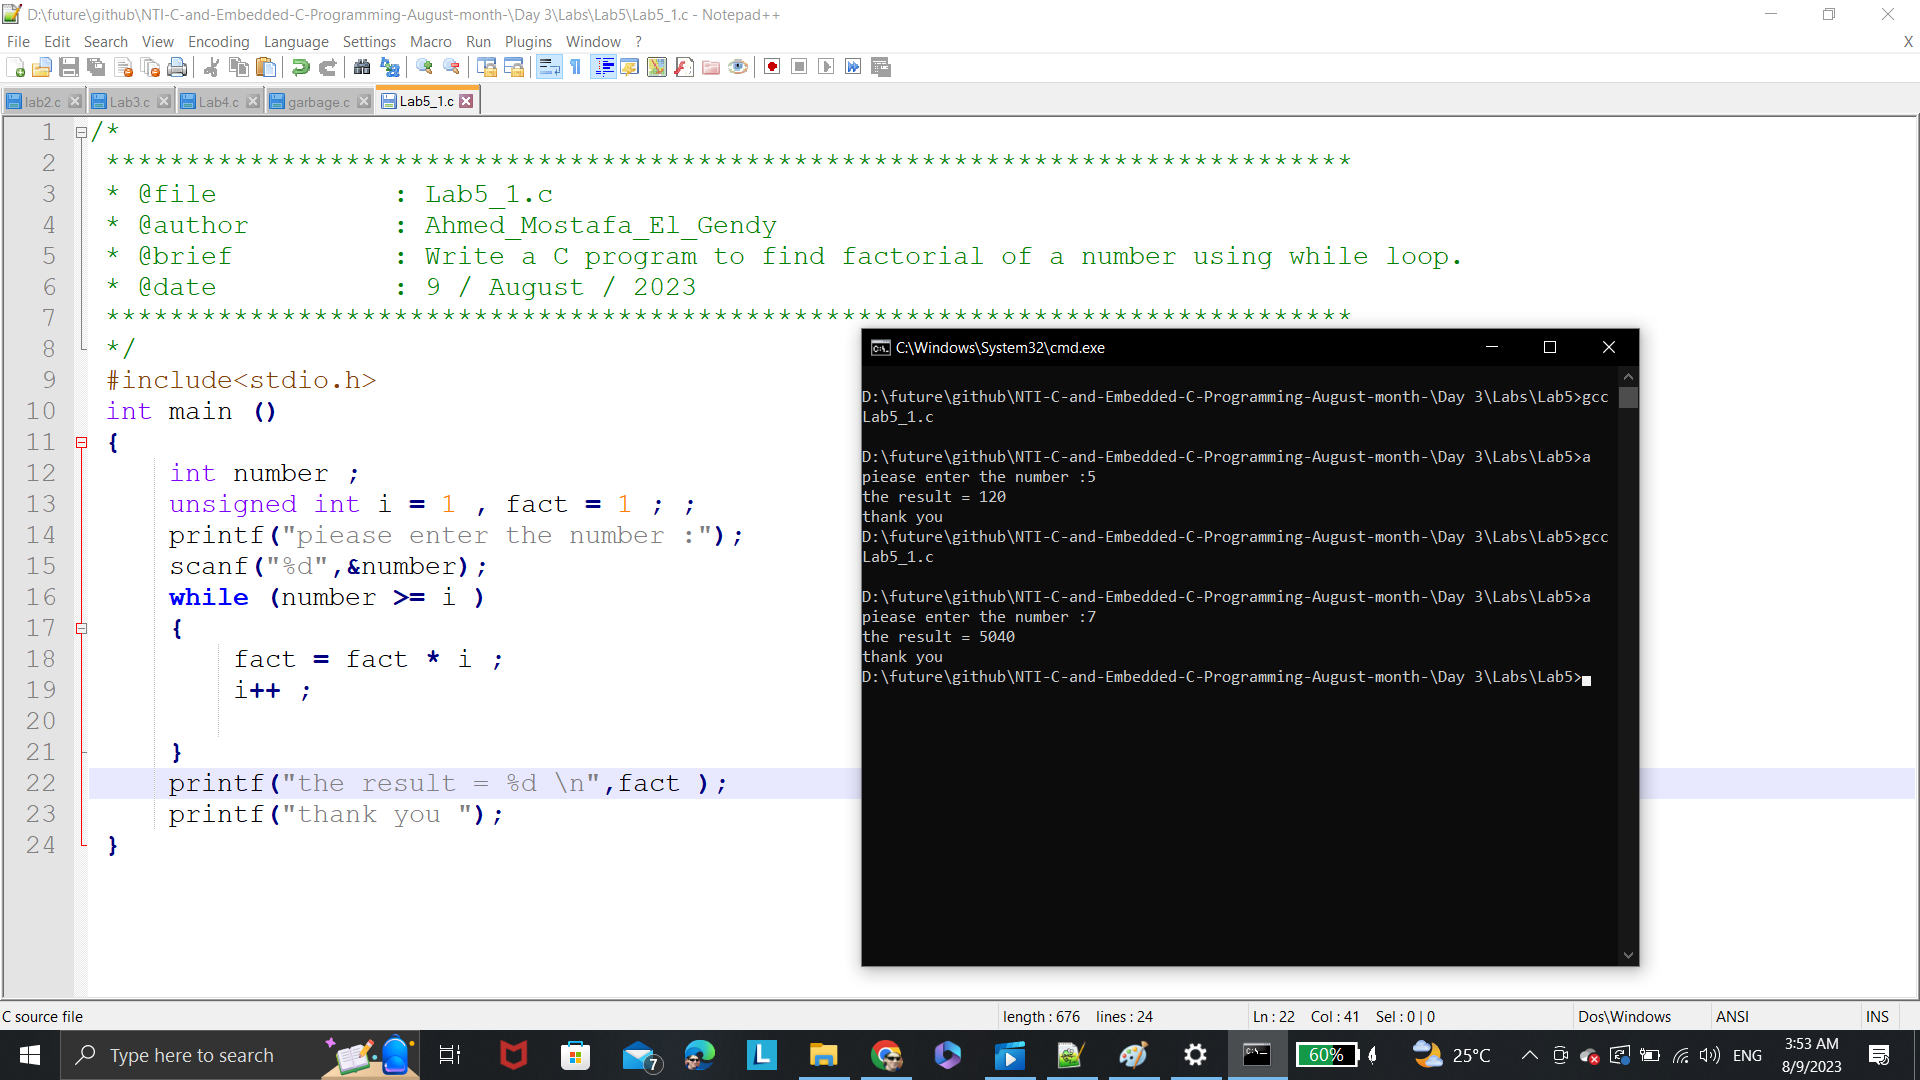 D:\future\github\NTI-C-and-Embedded-C-Programming-August-month-\Day 3\Labs\Lab5\Lab5_1.c - Notepad++
File Edit Search View Encoding Language Settings Macro Run Plugins Window ? X
lab2.c Lab3.c Lab4.c garbage.c Lab5_1.c
1 /*
2 ******************************************************************************
3 * @file : Lab5_1.c
4 * @author : Ahmed_Mostafa_El_Gendy
5 * @brief : Write a C program to find factorial of a number using while loop.
6 * @date : 9 / August / 2023
7 ******************************************************************************
8 */
9 #include<stdio.h>
10 int main ()
11 {
12 int number ;
13 unsigned int i = 1 , fact = 1 ; ;
14 printf("piease enter the number :");
15 scanf("%d",&number);
16 while (number >= i )
17 {
18 fact = fact * i ;
19 i++ ;
20
21 }
22 printf("the result = %d \n",fact );
23 printf("thank you ");
24 }
C:\Windows\System32\cmd.exe
D:\future\github\NTI-C-and-Embedded-C-Programming-August-month-\Day 3\Labs\Lab5>gcc
Lab5_1.c
D:\future\github\NTI-C-and-Embedded-C-Programming-August-month-\Day 3\Labs\Lab5>a
piease enter the number :5
the result = 120
thank you
D:\future\github\NTI-C-and-Embedded-C-Programming-August-month-\Day 3\Labs\Lab5>gcc
Lab5_1.c
D:\future\github\NTI-C-and-Embedded-C-Programming-August-month-\Day 3\Labs\Lab5>a
piease enter the number :7
the result = 5040
thank you
D:\future\github\NTI-C-and-Embedded-C-Programming-August-month-\Day 3\Labs\Lab5>
C source file length : 676 lines : 24 Ln : 22 Col : 41 Sel : 0 | 0 Dos\Windows ANSI INS
Type here to search 7 L 60% 25°C ENG 3:53 AM
8/9/2023